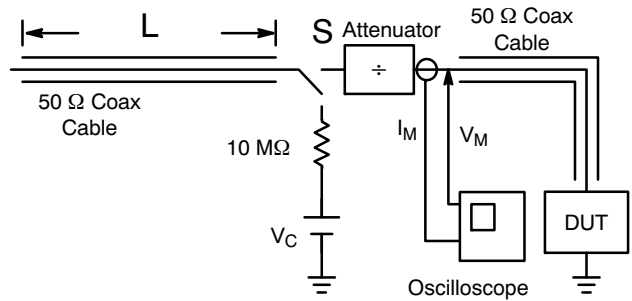 L
S
Attenuator
÷
50 Ω Coax
Cable
50 Ω Coax
Cable
I_M
V_M
10 MΩ
V_C
DUT
Oscilloscope